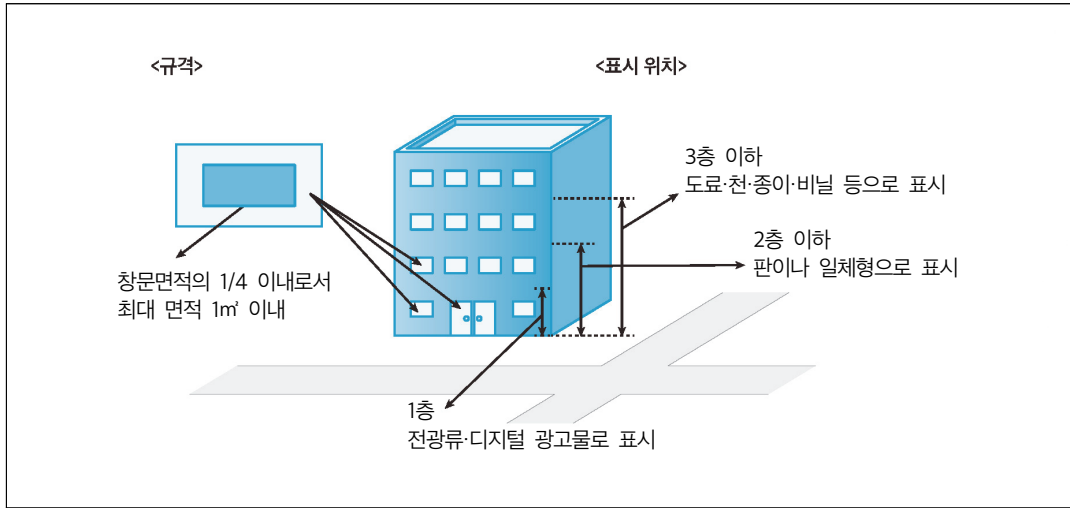 <규격>
<표시 위치>
3층 이하
도료·천·종이·비닐 등으로 표시
2층 이하
판이나 일체형으로 표시
창문면적의 1/4 이내로서
최대 면적 1㎡ 이내
1층
전광류·디지털 광고물로 표시